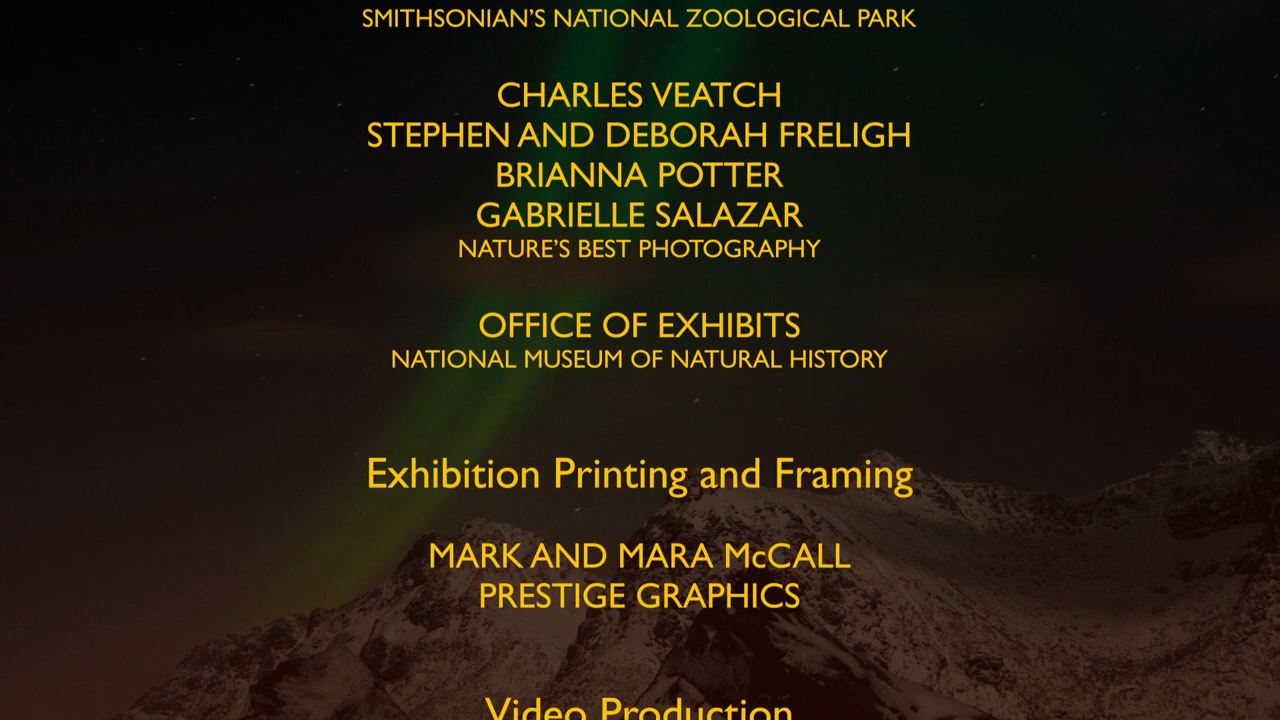 SMITHSONIAN'S NATIONAL ZOOLOGICAL PARK
CHARLES VEATCH
STEPHEN AND DEBORAH FRELIGH
BRIANNA POTTER
GABRIELLE SALAZAR
NATURE'S BEST PHOTOGRAPHY
OFFICE OF EXHIBITS
NATIONAL MUSEUM OF NATURAL HISTORY
Exhibition Printing and Framing
MARK AND MARA McCALL
PRESTIGE GRAPHICS
Video Production